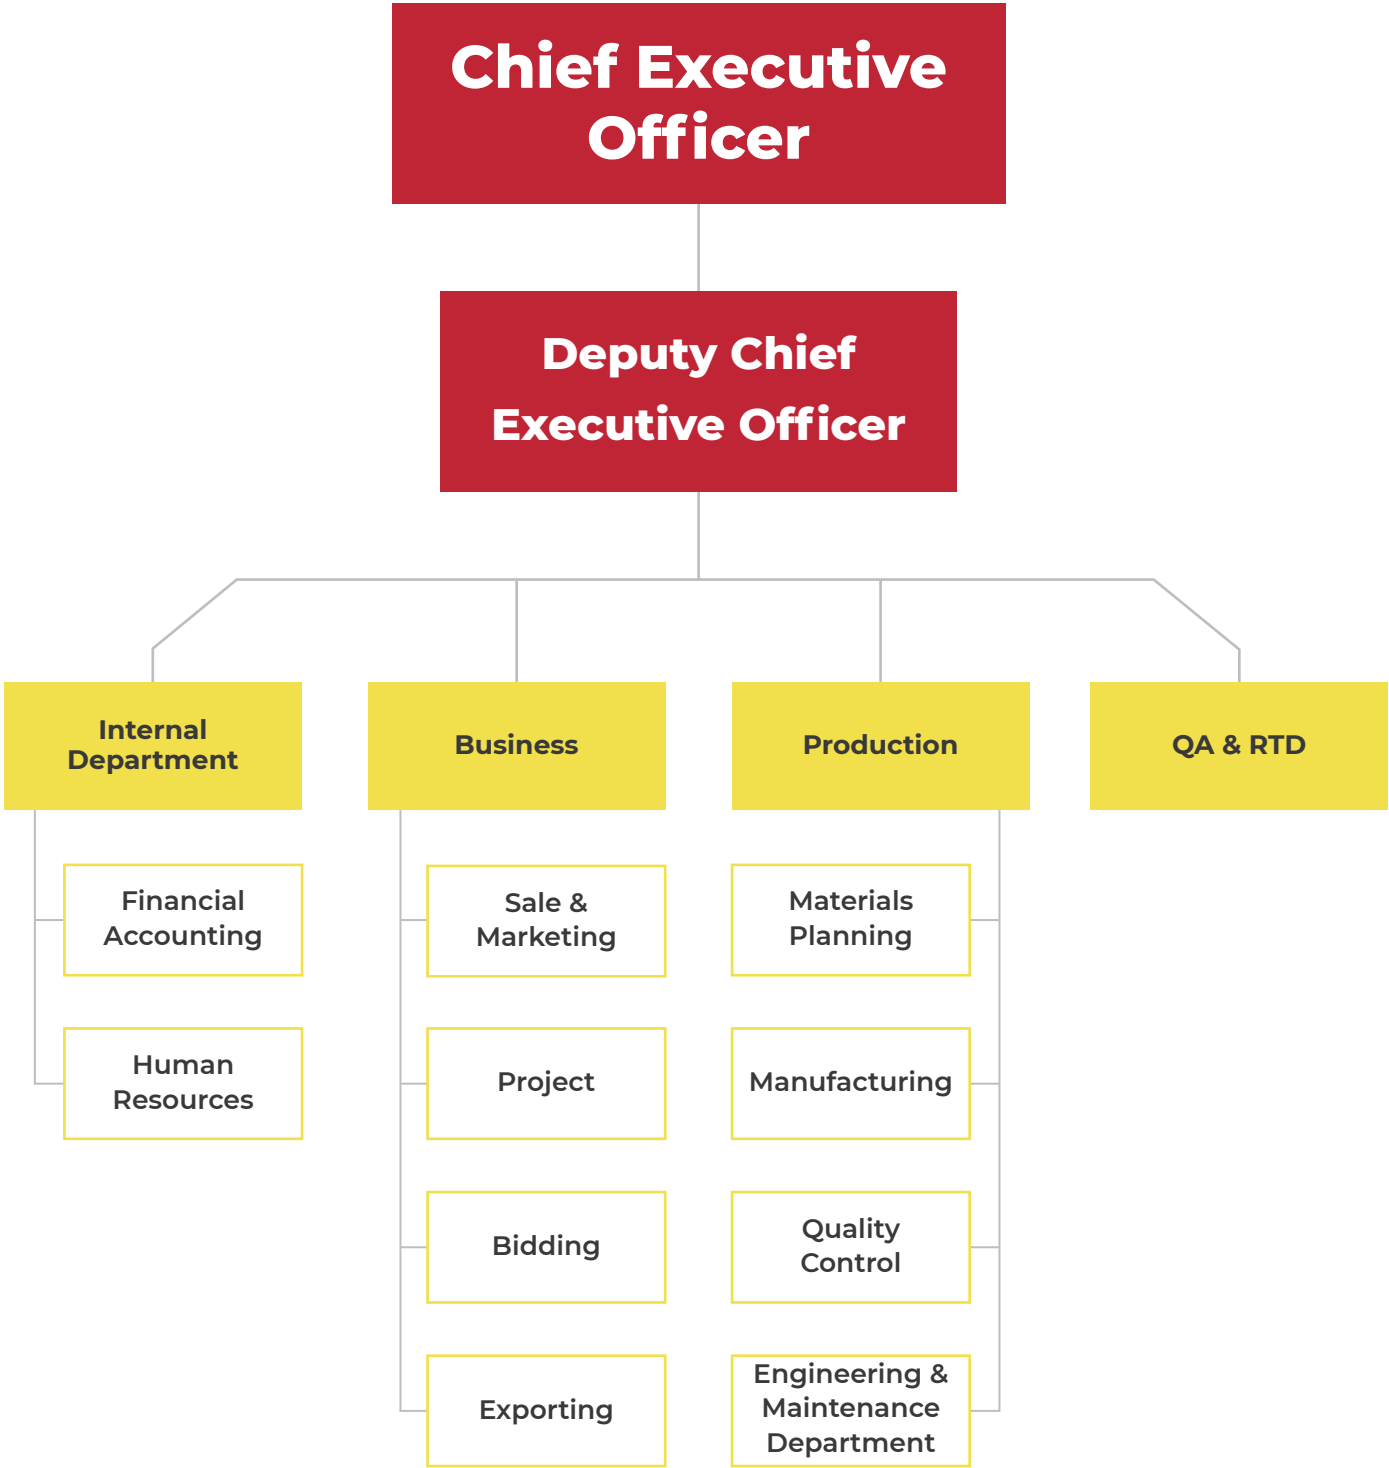 Chief Executive
Officer
Deputy Chief
Executive Officer
Internal
Department
Business
Production
QA & RTD
Financial
Accounting
Human
Resources
Sale &
Marketing
Project
Bidding
Exporting
Materials
Planning
Manufacturing
Quality
Control
Engineering &
Maintenance
Department